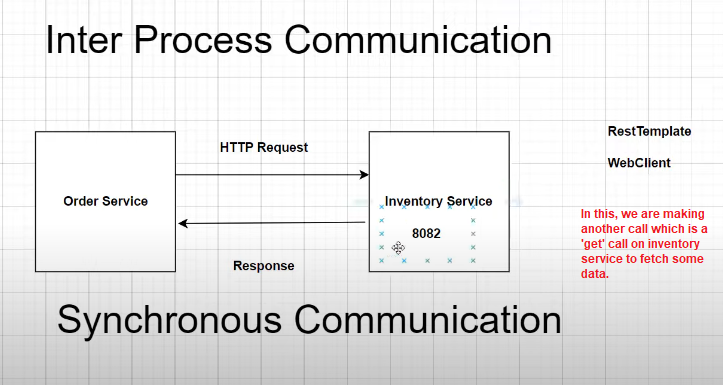 Inter Process Communication
HTTP Request
Order Service
Inventory Service
8082
Response
RestTemplate
WebClient
In this, we are making
another call which is a
'get' call on inventory
service to fetch some
data.
Synchronous Communication